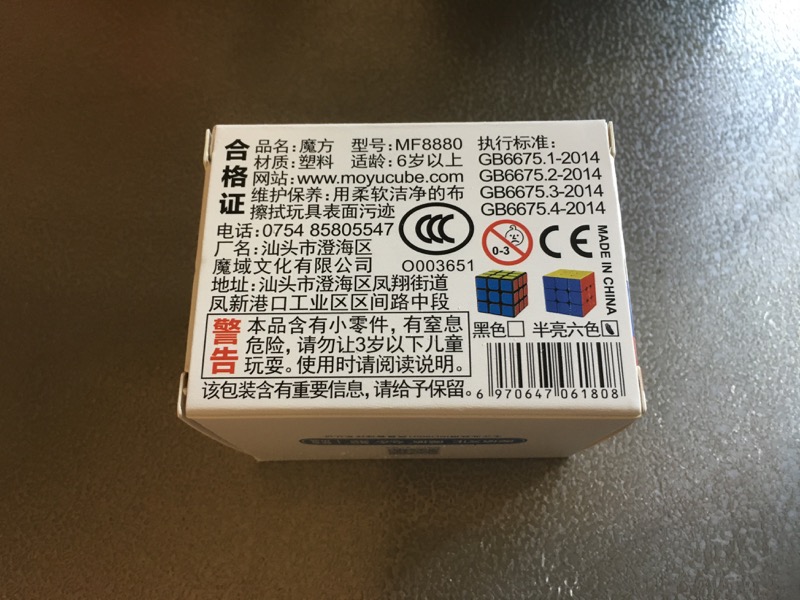 合格证
品名:魔方 型号:MF8880
材质:塑料 适龄:6岁以上
网站:www.moyucube.com
维护保养:用柔软洁净的布
擦拭玩具表面污迹
电话:0754 85805547
厂名:汕头市澄海区
魔域文化有限公司
地址:汕头市澄海区凤翔街道
凤新港口工业区区间路中段
CCC
O003651
执行标准:
GB6675.1-2014
GB6675.2-2014
GB6675.3-2014
GB6675.4-2014
0-3
CE
MADE IN CHINA
黑色 半亮六色
警告
本品含有小零件,有窒息
危险,请勿让3岁以下儿童
玩耍。使用时请阅读说明。
该包装含有重要信息,请给予保留。
6 970647 061808